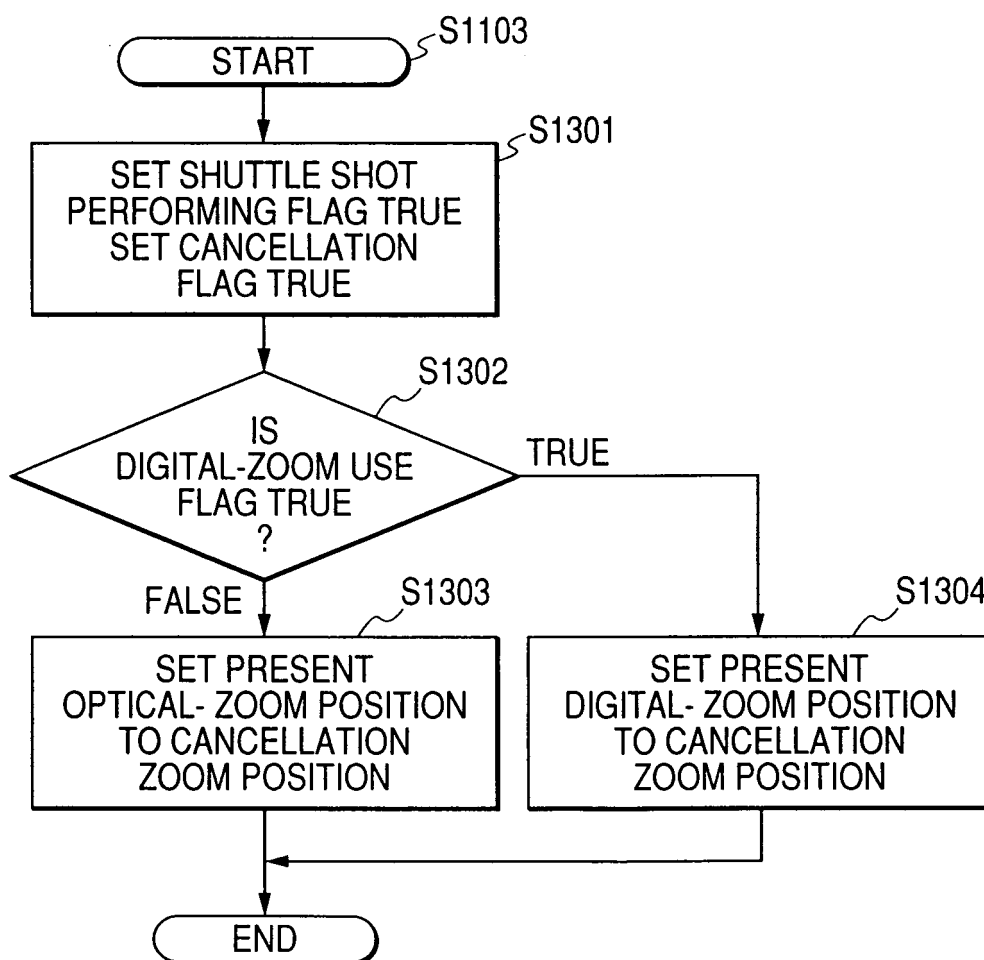 START
S1103
S1301
SET SHUTTLE SHOT
PERFORMING FLAG TRUE
SET CANCELLATION
FLAG TRUE
S1302
IS
DIGITAL-ZOOM USE
FLAG TRUE
?
TRUE
FALSE
S1303
SET PRESENT
OPTICAL- ZOOM POSITION
TO CANCELLATION
ZOOM POSITION
S1304
SET PRESENT
DIGITAL- ZOOM POSITION
TO CANCELLATION
ZOOM POSITION
END